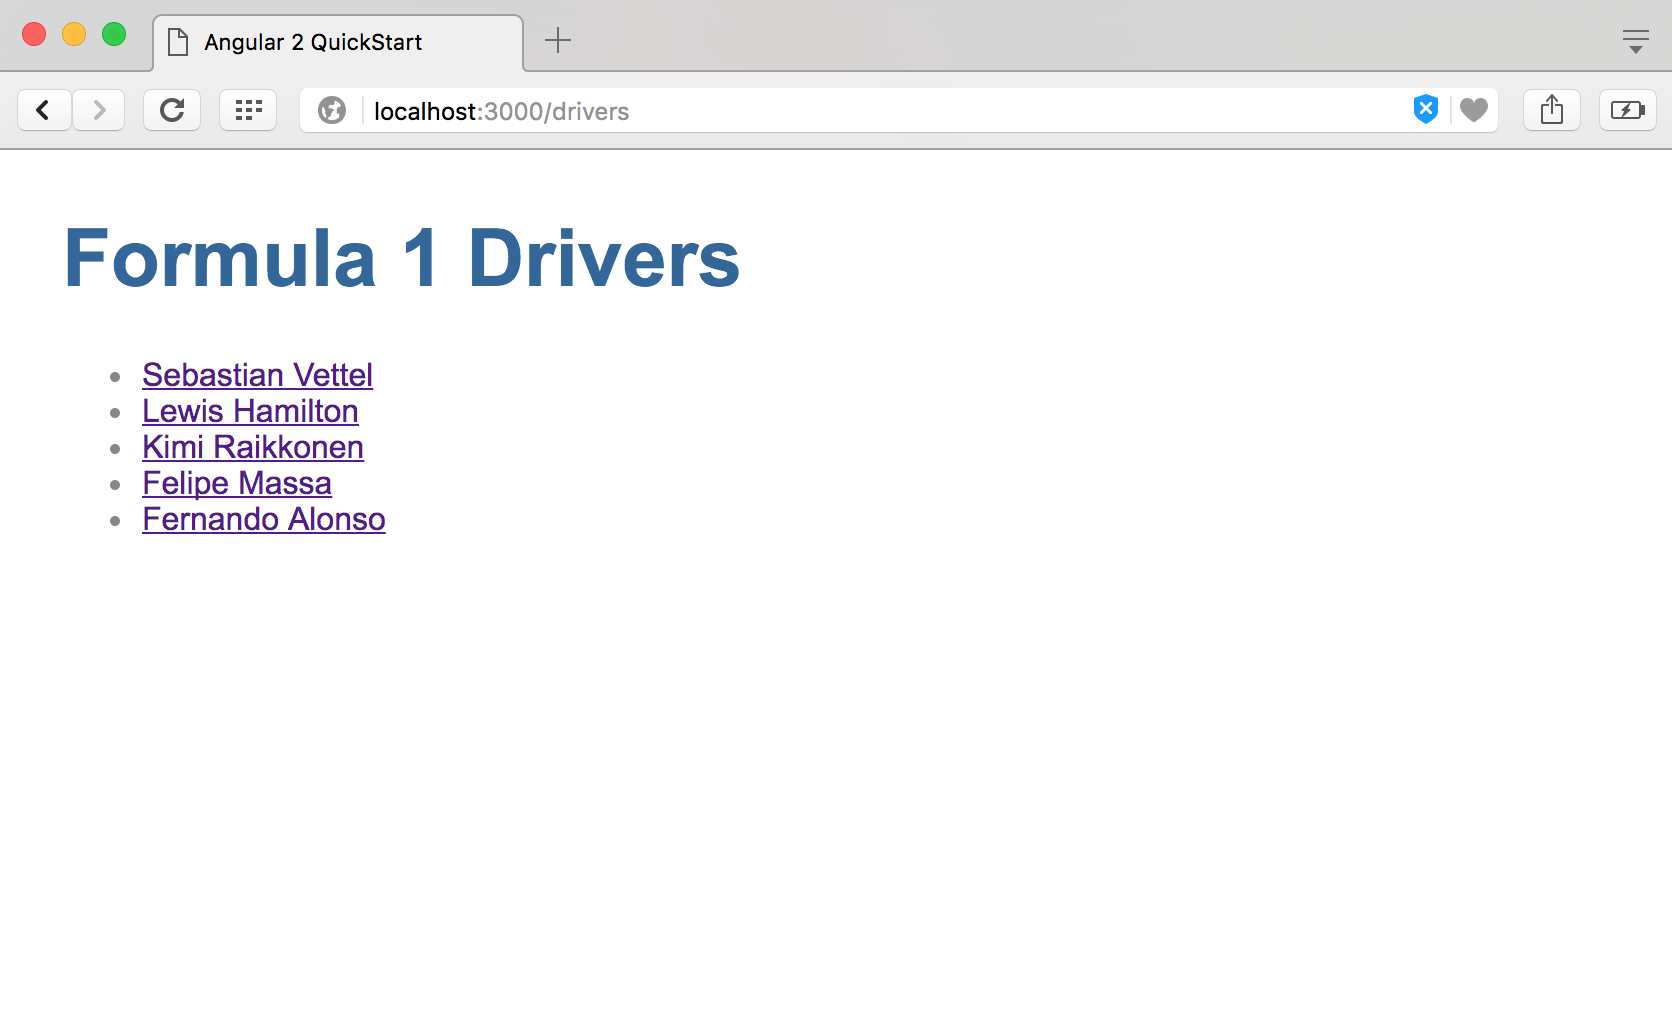 Angular 2 QuickStart
localhost:3000/drivers
Formula 1 Drivers
Sebastian Vettel
Lewis Hamilton
Kimi Raikkonen
Felipe Massa
Fernando Alonso